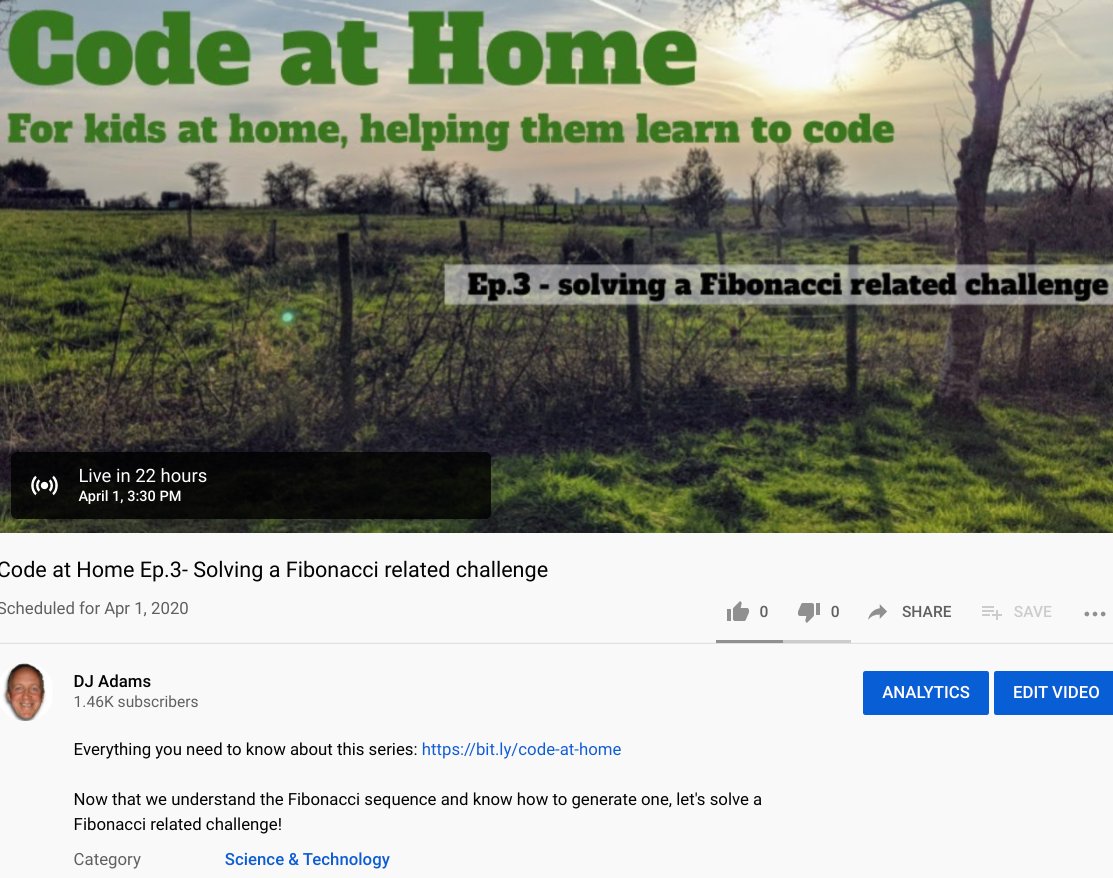 Code at Home
For kids at home, helping them learn to code
Ep.3 - solving a Fibonacci related challenge
Live in 22 hours
April 1, 3:30 PM
Code at Home Ep.3- Solving a Fibonacci related challenge
Scheduled for Apr 1, 2020
0 0 SHARE SAVE
DJ Adams
1.46K subscribers
ANALYTICS EDIT VIDEO
Everything you need to know about this series: https://bit.ly/code-at-home
Now that we understand the Fibonacci sequence and know how to generate one, let's solve a
Fibonacci related challenge!
Category Science & Technology